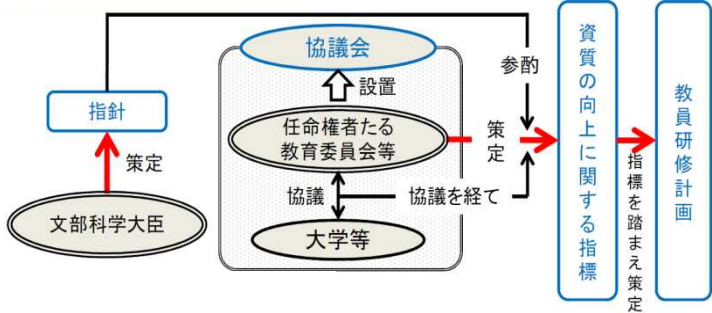 協議会
設置
参酌
指針
任命権者たる
教育委員会等
策定
策定
協議
協議を経て
文部科学大臣
大学等
資質の向上に関する指標
指標を踏まえ策定
教員研修計画